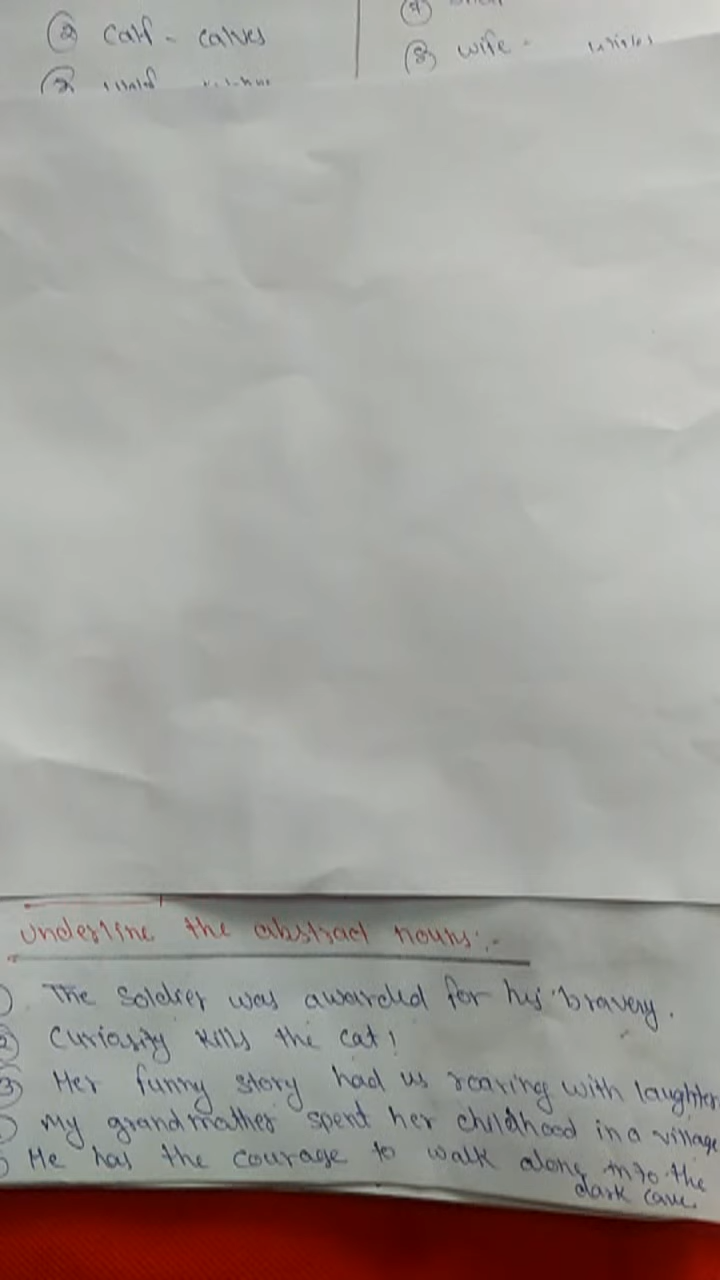 ② calf - calves
⑧ wife -
Underline the abstract nouns:-
The Soldier was awarded for his bravery.
② Curiosity kills the cat!
③ Her funny story had us roaring with laughter
My grandmother spent her childhood in a village
He has the courage to walk along into the
dark cave.